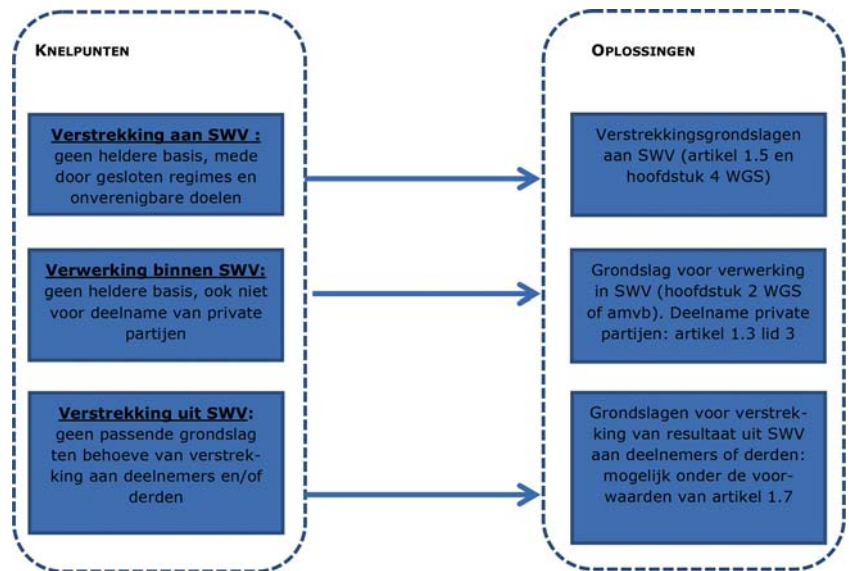 KNELPUNTEN
Verstrekking aan SWV :
geen heldere basis, mede
door gesloten regimes en
onverenigbare doelen
Verwerking binnen SWV:
geen heldere basis, ook niet
voor deelname van private
partijen
Verstrekking uit SWV:
geen passende grondslag
ten behoeve van verstrek-
king aan deelnemers en/of
derden
OPLOSSINGEN
Verstrekkingsgrondslagen
aan SWV (artikel 1.5 en
hoofdstuk 4 WGS)
Grondslag voor verwerking
in SWV (hoofdstuk 2 WGS
of amvb). Deelname private
partijen: artikel 1.3 lid 3
Grondslagen voor verstrek-
king van resultaat uit SWV
aan deelnemers of derden:
mogelijk onder de voor-
waarden van artikel 1.7